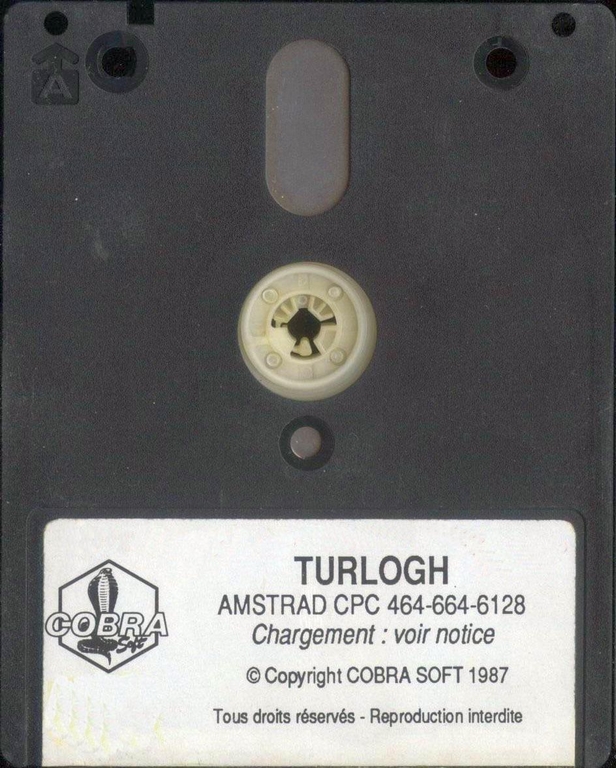 A
TURLOGH
AMSTRAD CPC 464-664-6128
Chargement : voir notice
COBRA
Soft
© Copyright COBRA SOFT 1987
Tous droits réservés - Reproduction interdite